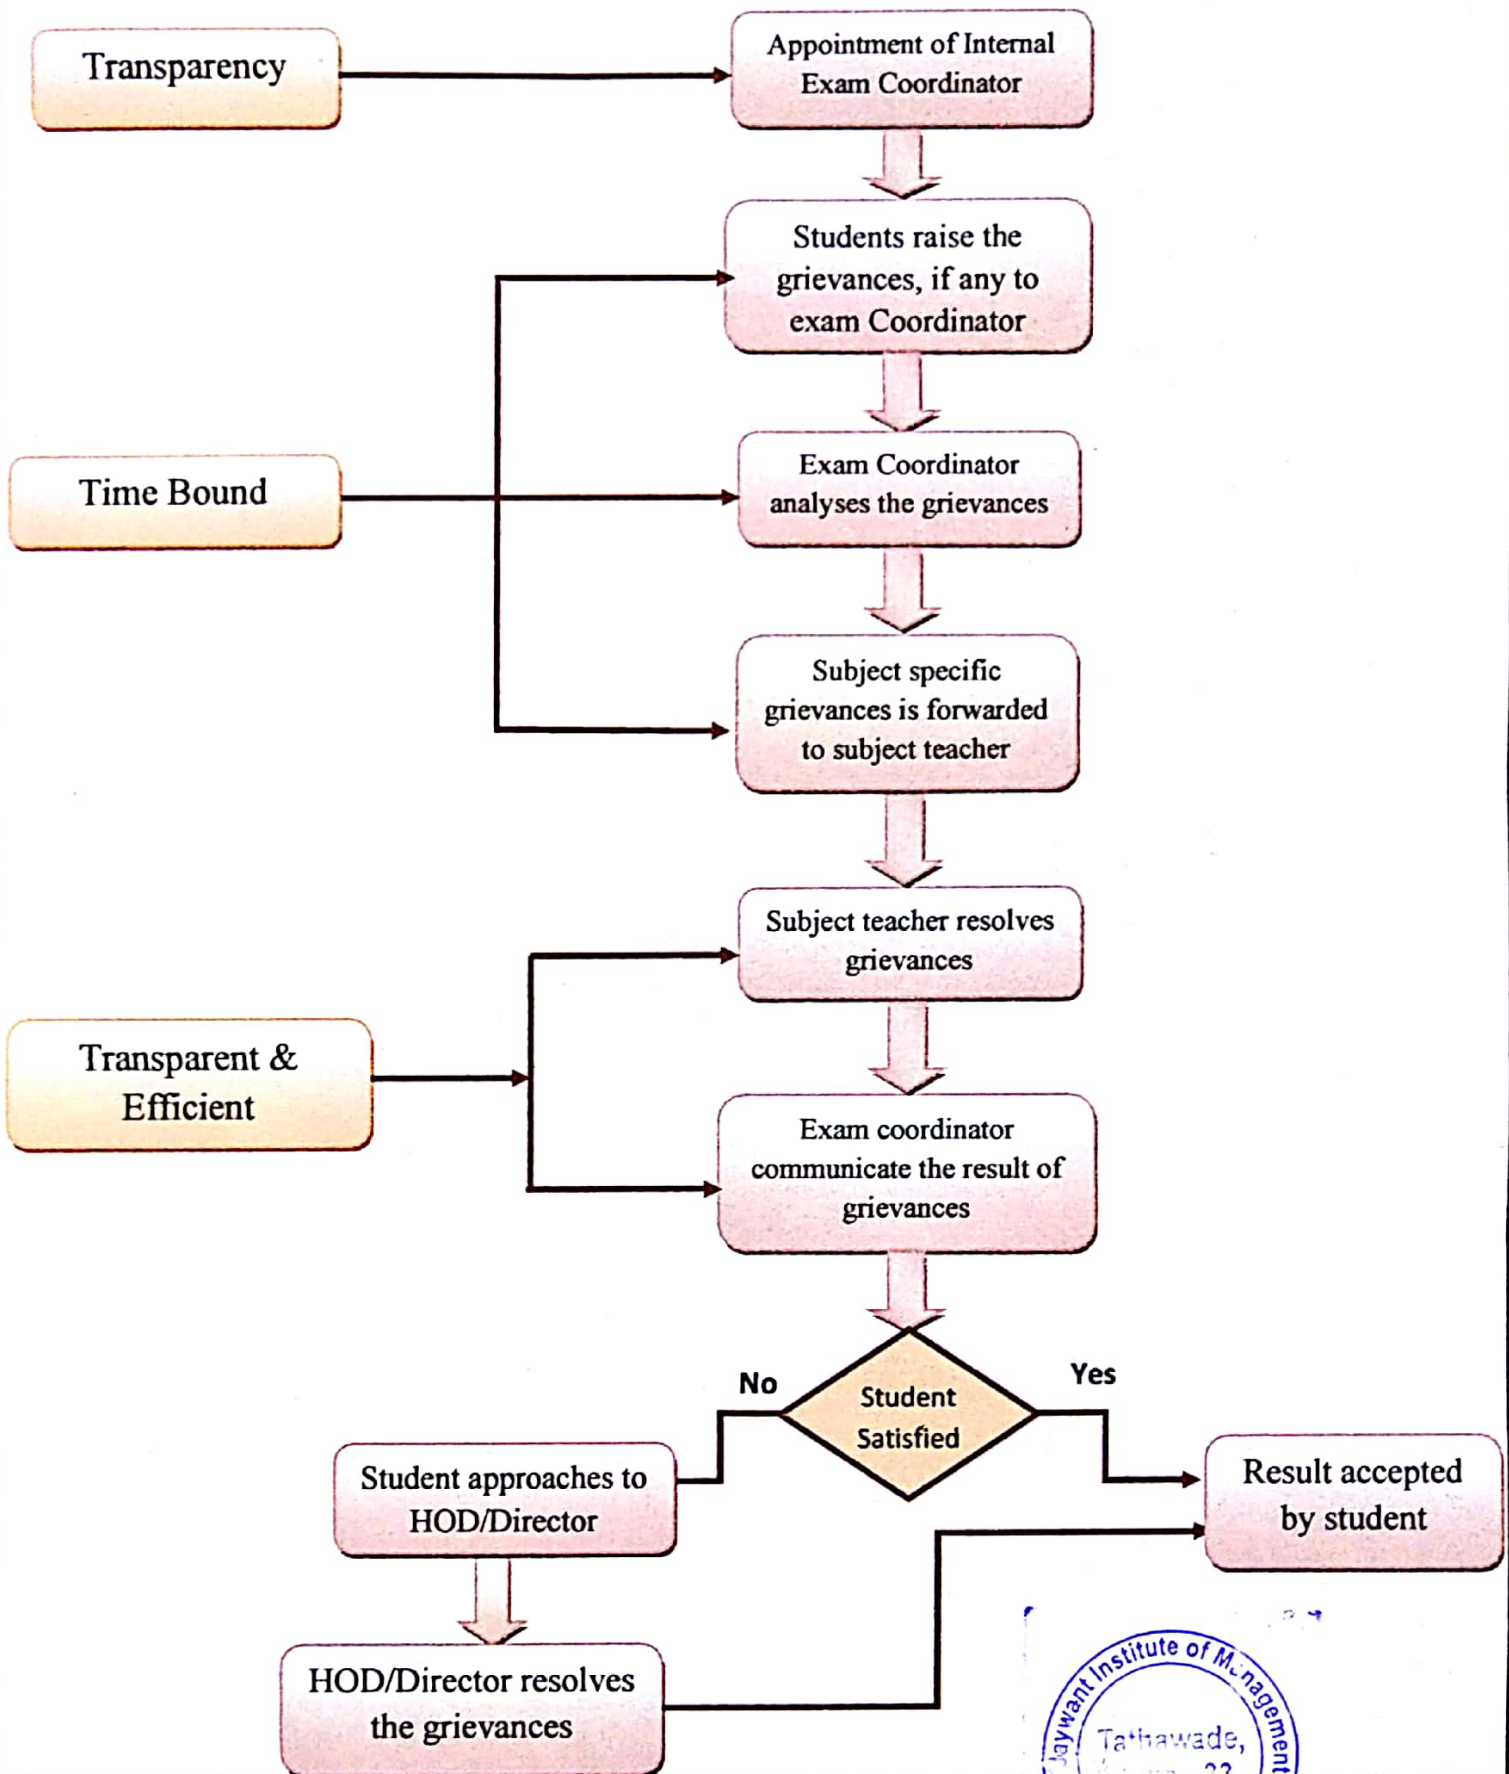 Transparency
Appointment of Internal
Exam Coordinator
Students raise the
grievances, if any to
exam Coordinator
Time Bound
Exam Coordinator
analyses the grievances
Subject specific
grievances is forwarded
to subject teacher
Subject teacher resolves
grievances
Transparent &
Efficient
Exam coordinator
communicate the result of
grievances
No
Yes
Student
Satisfied
Student approaches to
HOD/Director
Result accepted
by student
HOD/Director resolves
the grievances
Jaywant Institute of Management
Tathawade,